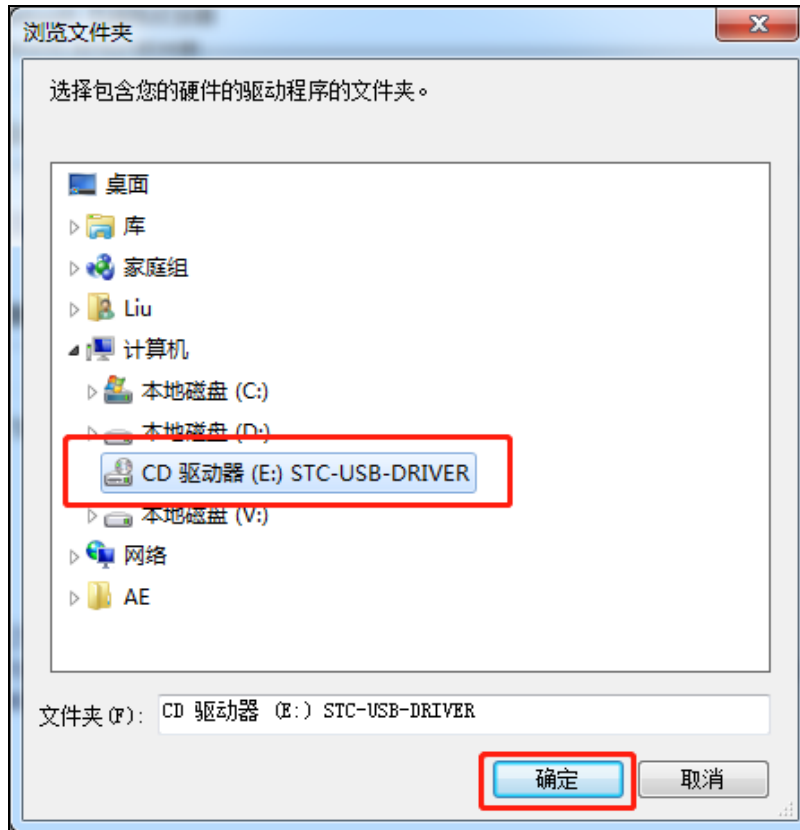 浏览文件夹
选择包含您的硬件的驱动程序的文件夹。
桌面
库
家庭组
Liu
计算机
本地磁盘 (C:)
本地磁盘 (D:)
CD 驱动器 (E:) STC-USB-DRIVER
本地磁盘 (V:)
网络
AE
文件夹(F): CD 驱动器 (E:) STC-USB-DRIVER
确定 取消